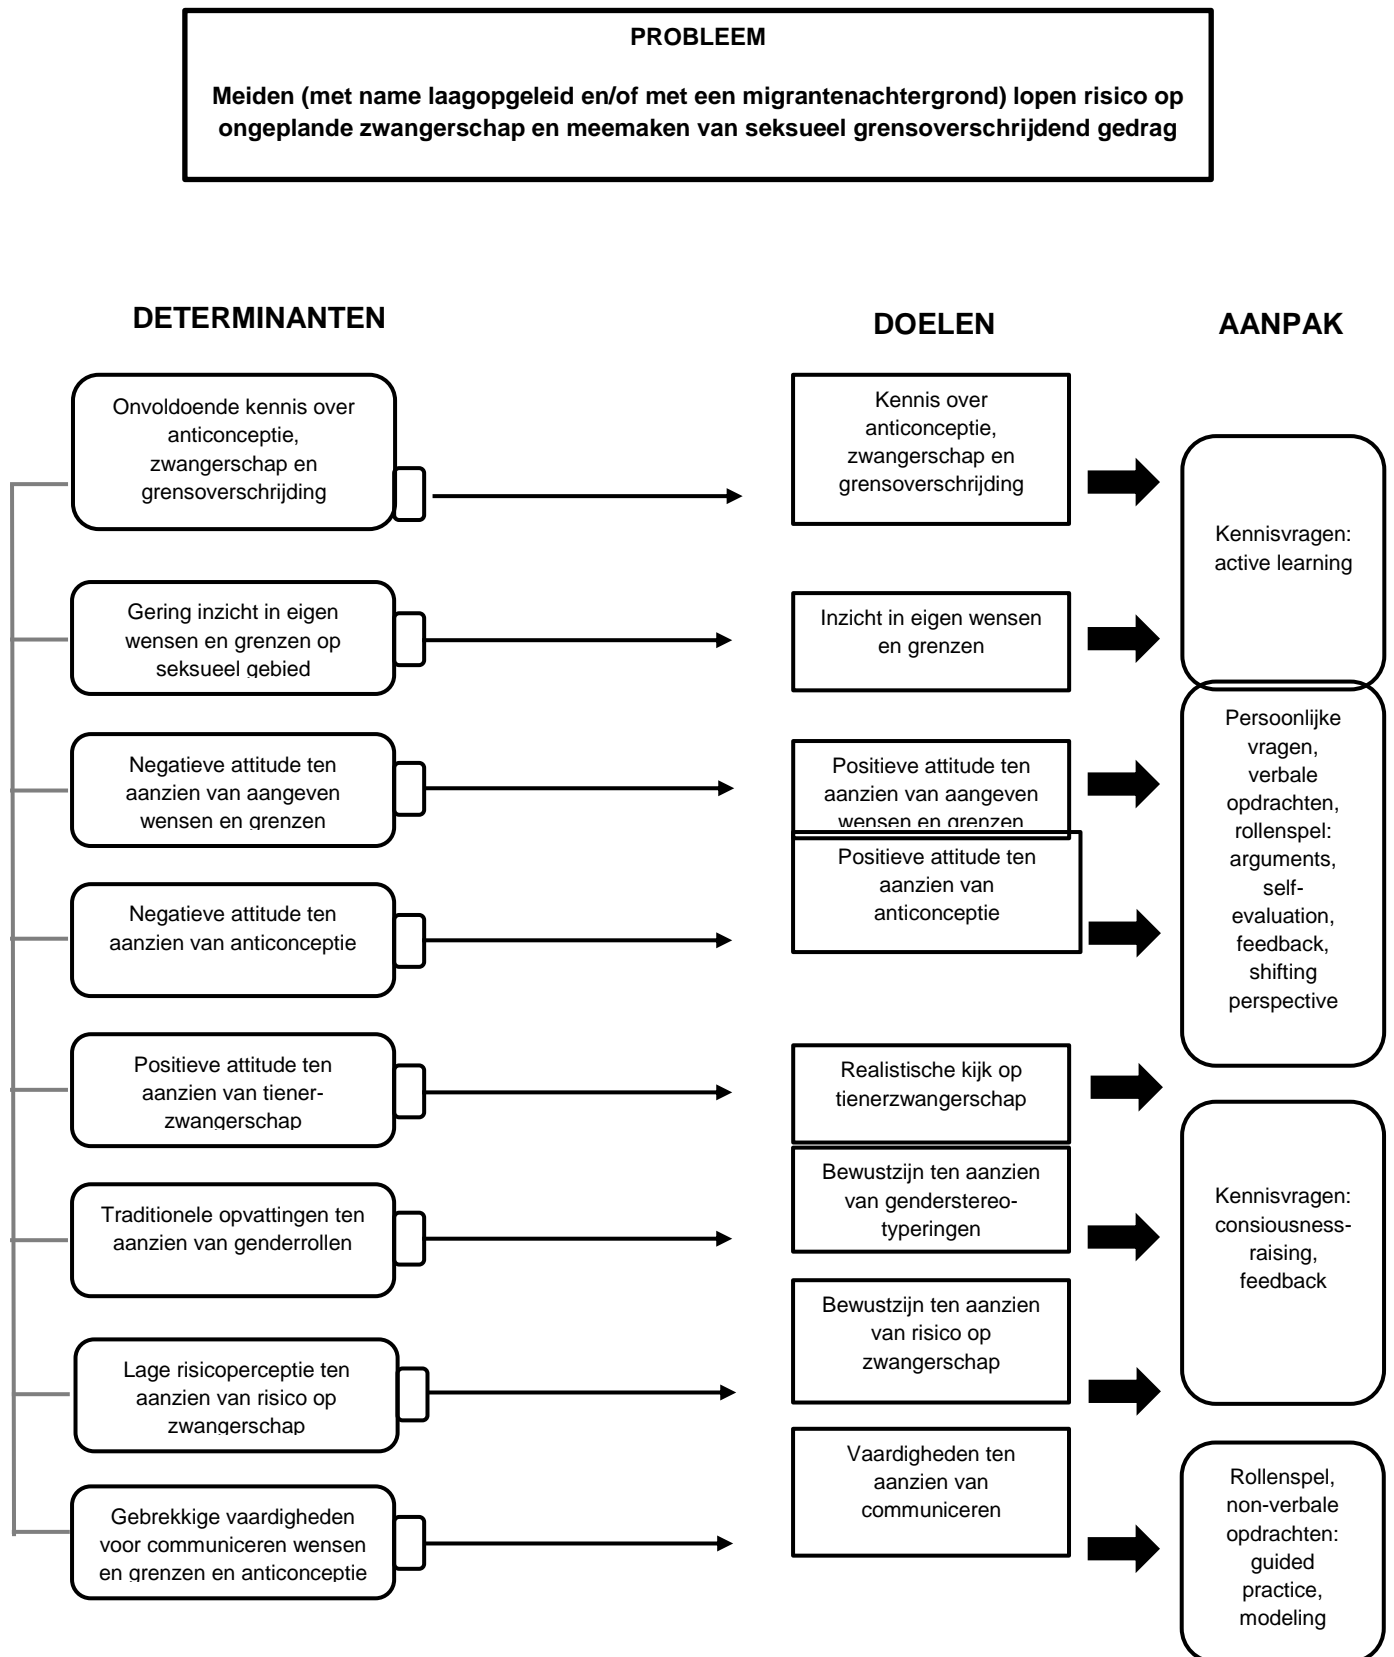 PROBLEEM
Meiden (met name laagopgeleid en/of met een migrantenachtergrond) lopen risico op
ongeplande zwangerschap en meemaken van seksueel grensoverschrijdend gedrag
DETERMINANTEN
DOELEN
AANPAK
Onvoldoende kennis over
anticonceptie,
zwangerschap en
grensoverschrijding
Kennis over
anticonceptie,
zwangerschap en
grensoverschrijding
Kennisvragen:
active learning
Gering inzicht in eigen
wensen en grenzen op
seksueel gebied
Inzicht in eigen wensen
en grenzen
Negatieve attitude ten
aanzien van aangeven
wensen en grenzen
Positieve attitude ten
aanzien van aangeven
wensen en grenzen
Persoonlijke
vragen,
verbale
opdrachten,
rollenspel:
arguments,
self-
evaluation,
feedback,
shifting
perspective
Negatieve attitude ten
aanzien van anticonceptie
Positieve attitude ten
aanzien van
anticonceptie
Positieve attitude ten
aanzien van tiener-
zwangerschap
Realistische kijk op
tienerzwangerschap
Traditionele opvattingen ten
aanzien van genderrollen
Bewustzijn ten aanzien
van genderstereo-
typeringen
Kennisvragen:
consiousness-
raising,
feedback
Lage risicoperceptie ten
aanzien van risico op
zwangerschap
Bewustzijn ten aanzien
van risico op
zwangerschap
Gebrekkige vaardigheden
voor communiceren wensen
en grenzen en anticonceptie
Vaardigheden ten
aanzien van
communiceren
Rollenspel,
non-verbale
opdrachten:
guided
practice,
modeling